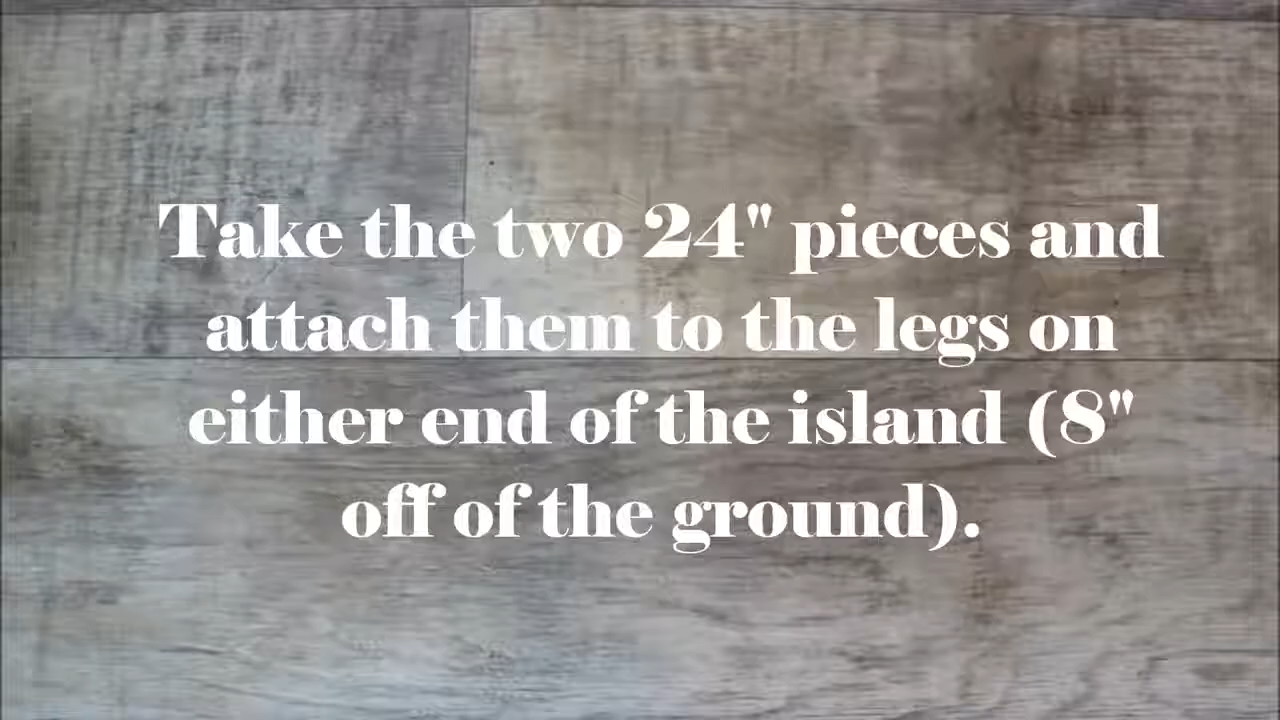 Take the two 24" pieces and
attach them to the legs on
either end of the island (8"
off of the ground).